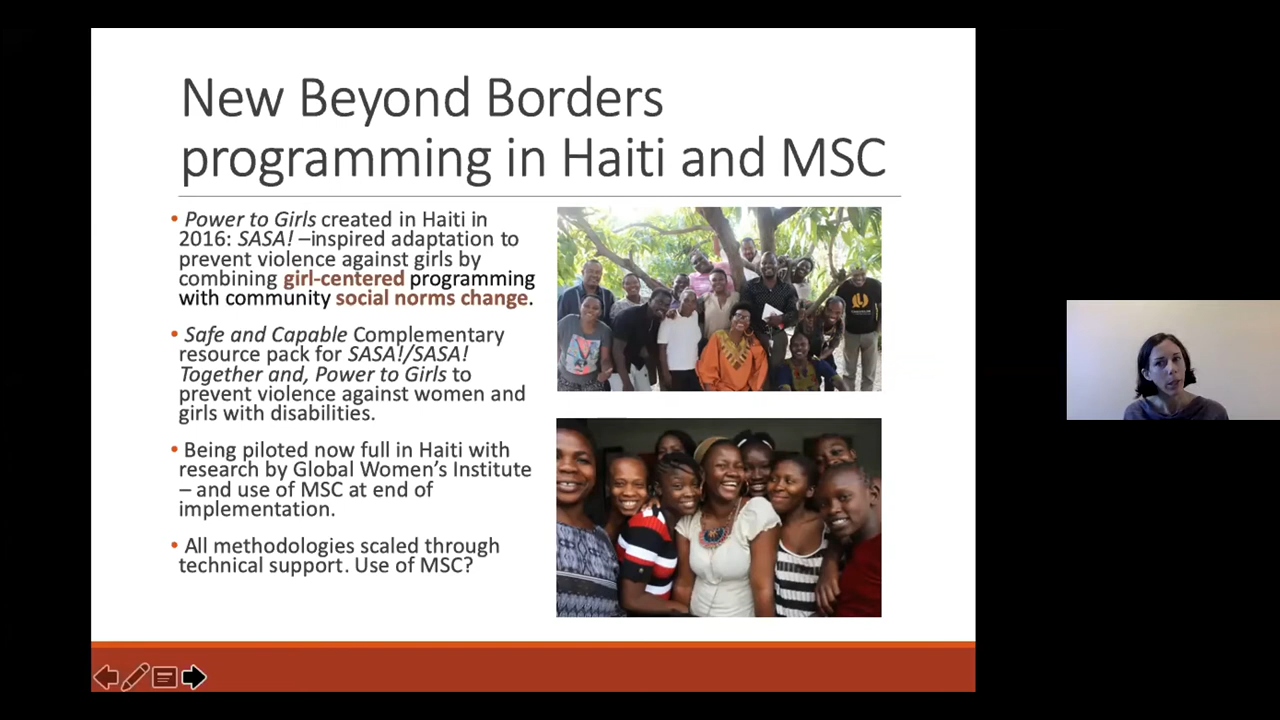 New Beyond Borders
programming in Haiti and MSC
• Power to Girls created in Haiti in
2016: SASA! –inspired adaptation to
prevent violence against girls by
combining girl-centered programming
with community social norms change.
• Safe and Capable Complementary
resource pack for SASA!/SASA!
Together and, Power to Girls to
prevent violence against women and
girls with disabilities.
• Being piloted now full in Haiti with
research by Global Women’s Institute
– and use of MSC at end of
implementation.
• All methodologies scaled through
technical support. Use of MSC?